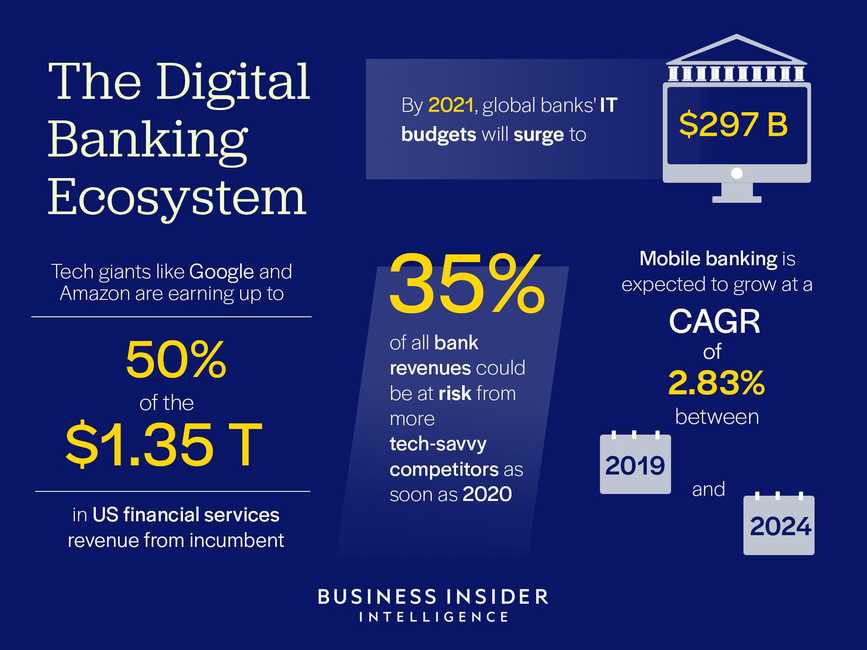 The Digital
Banking
Ecosystem
By 2021, global banks' IT
budgets will surge to
$297 B
Tech giants like Google and
Amazon are earning up to
50%
of the
$1.35 T
in US financial services
revenue from incumbent
35%
of all bank
revenues could
be at risk from
more
tech-savvy
competitors as
soon as 2020
Mobile banking is
expected to grow at a
CAGR
of
2.83%
between
2019
and
2024
BUSINESS INSIDER
INTELLIGENCE